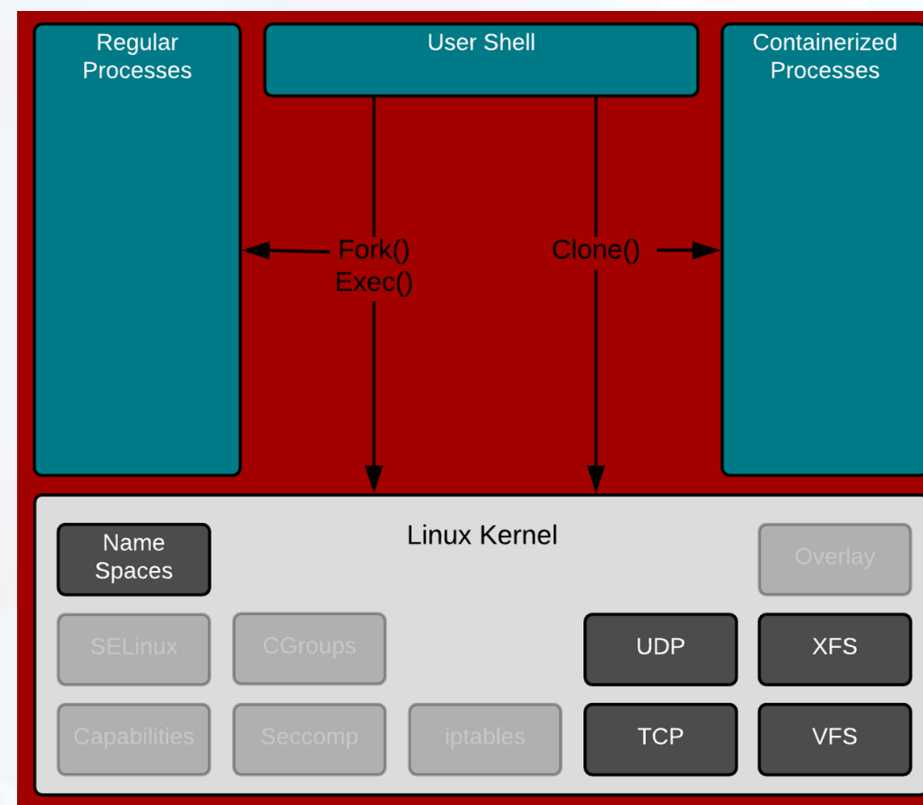 Regular
Processes
User Shell
Containerized
Processes
Fork()
Exec()
Clone()
Linux Kernel
Name
Spaces
Overlay
SELinux
CGroups
UDP
XFS
Capabilities
Seccomp
iptables
TCP
VFS